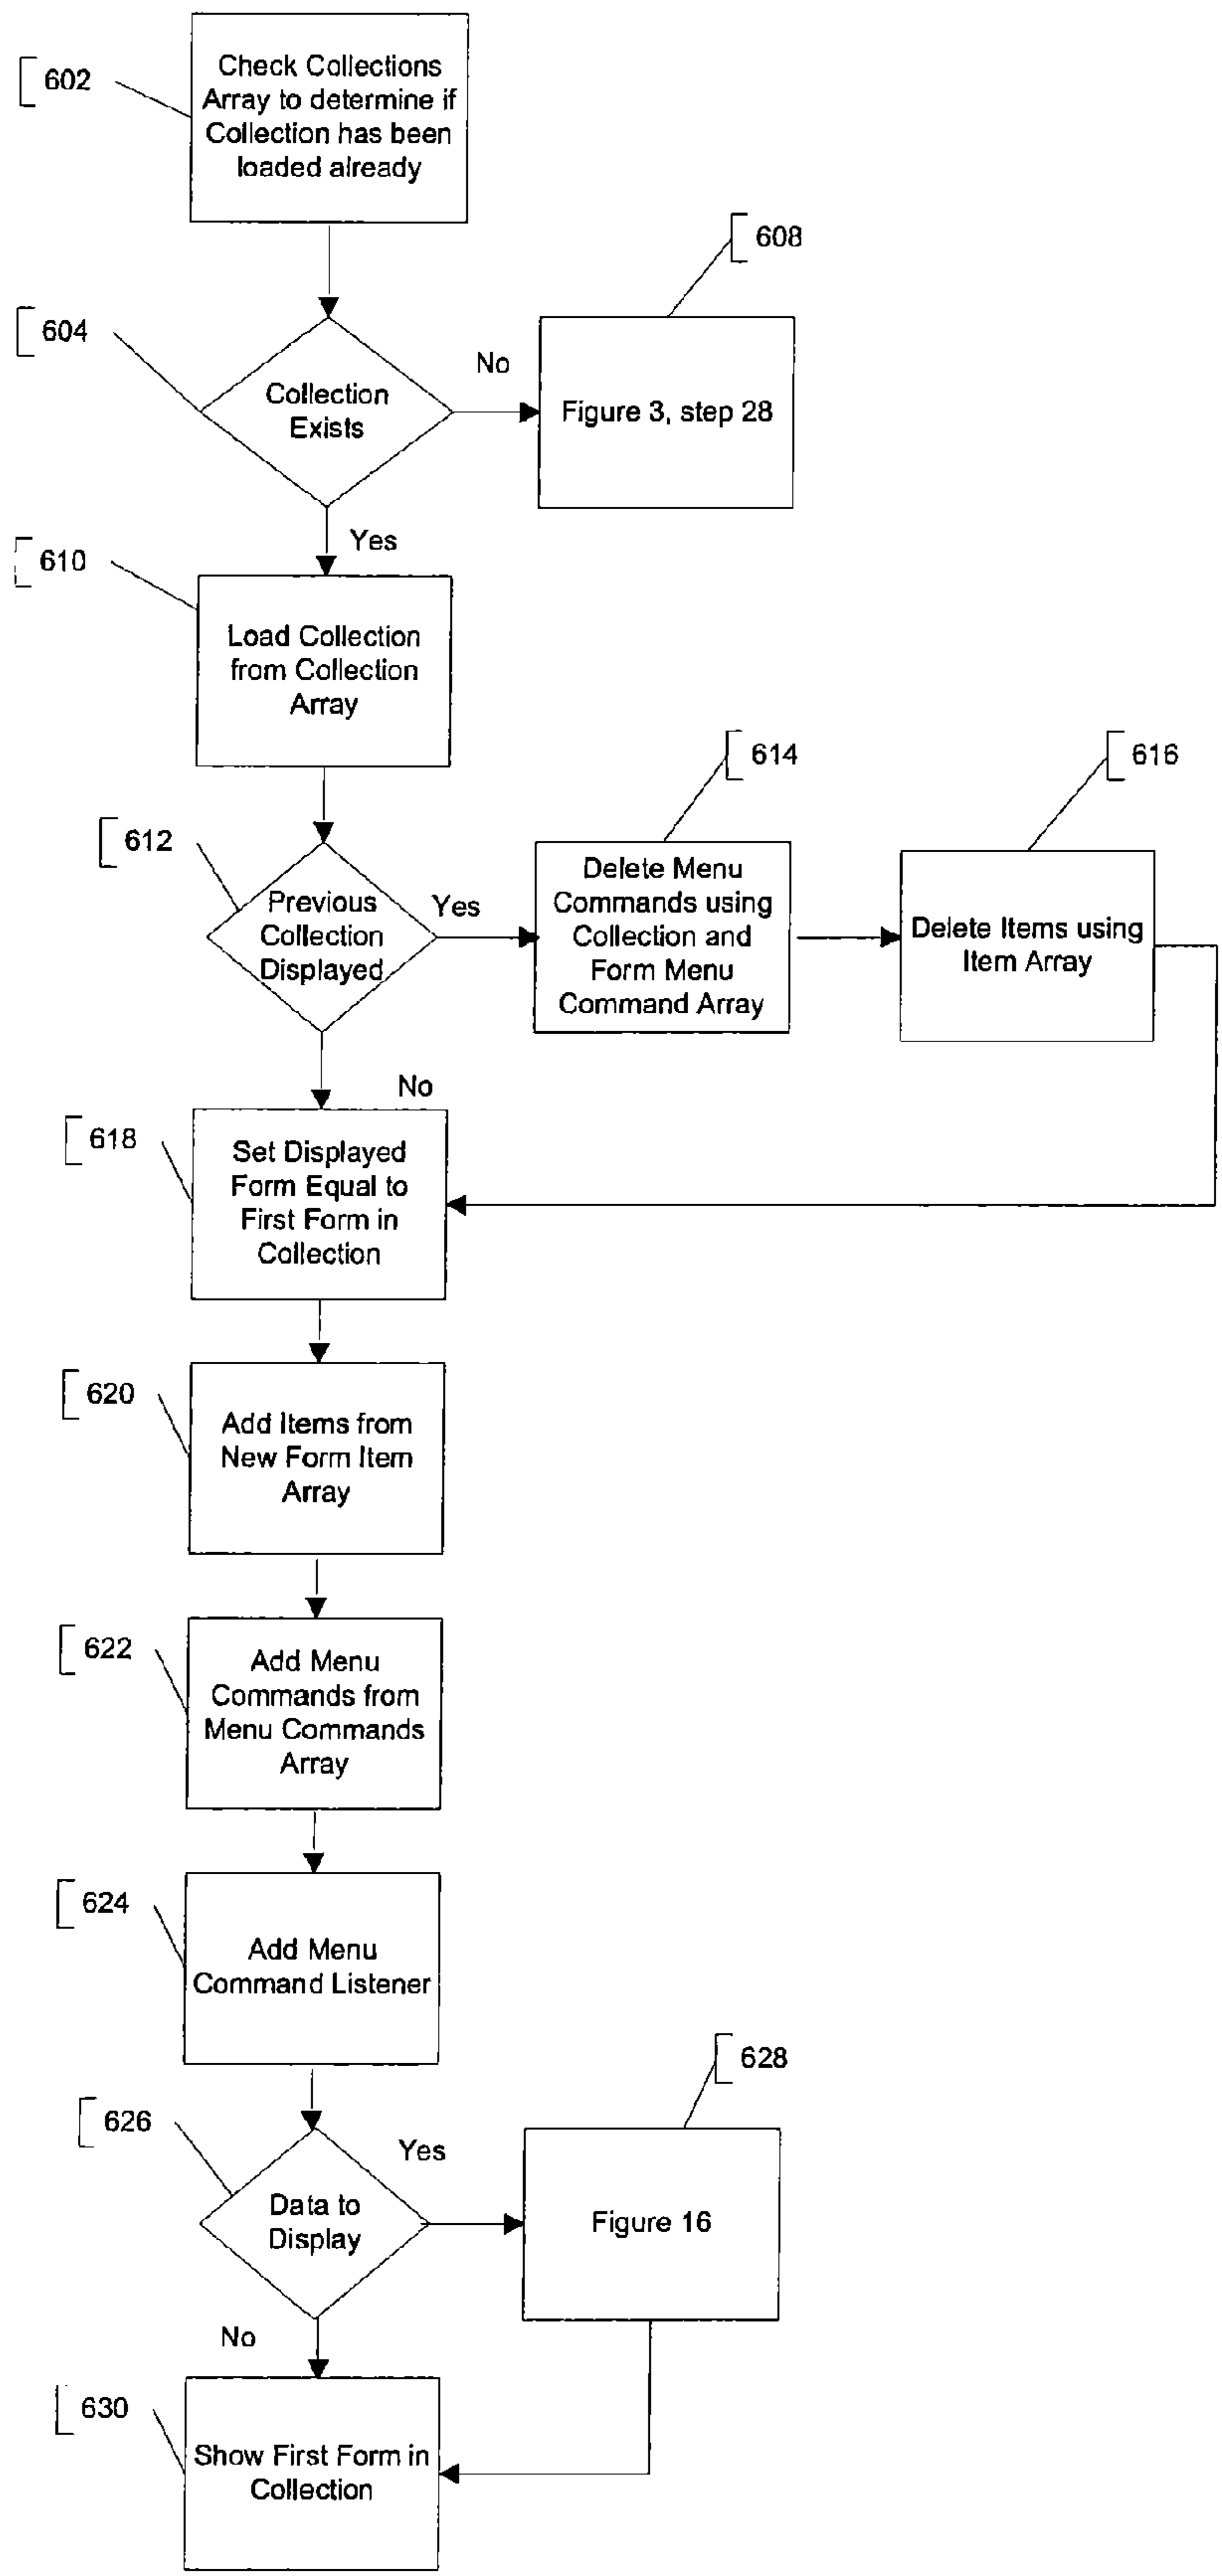 602
Check Collections
Array to determine if
Collection has been
loaded already
608
604
Collection
Exists
No
Figure 3, step 28
Yes
610
Load Collection
from Collection
Array
614
616
612
Previous
Collection
Displayed
Yes
Delete Menu
Commands using
Collection and
Form Menu
Command Array
Delete Items using
Item Array
No
618
Set Displayed
Form Equal to
First Form in
Collection
620
Add Items from
New Form Item
Array
622
Add Menu
Commands from
Menu Commands
Array
624
Add Menu
Command Listener
628
626
Data to
Display
Yes
Figure 16
No
630
Show First Form in
Collection